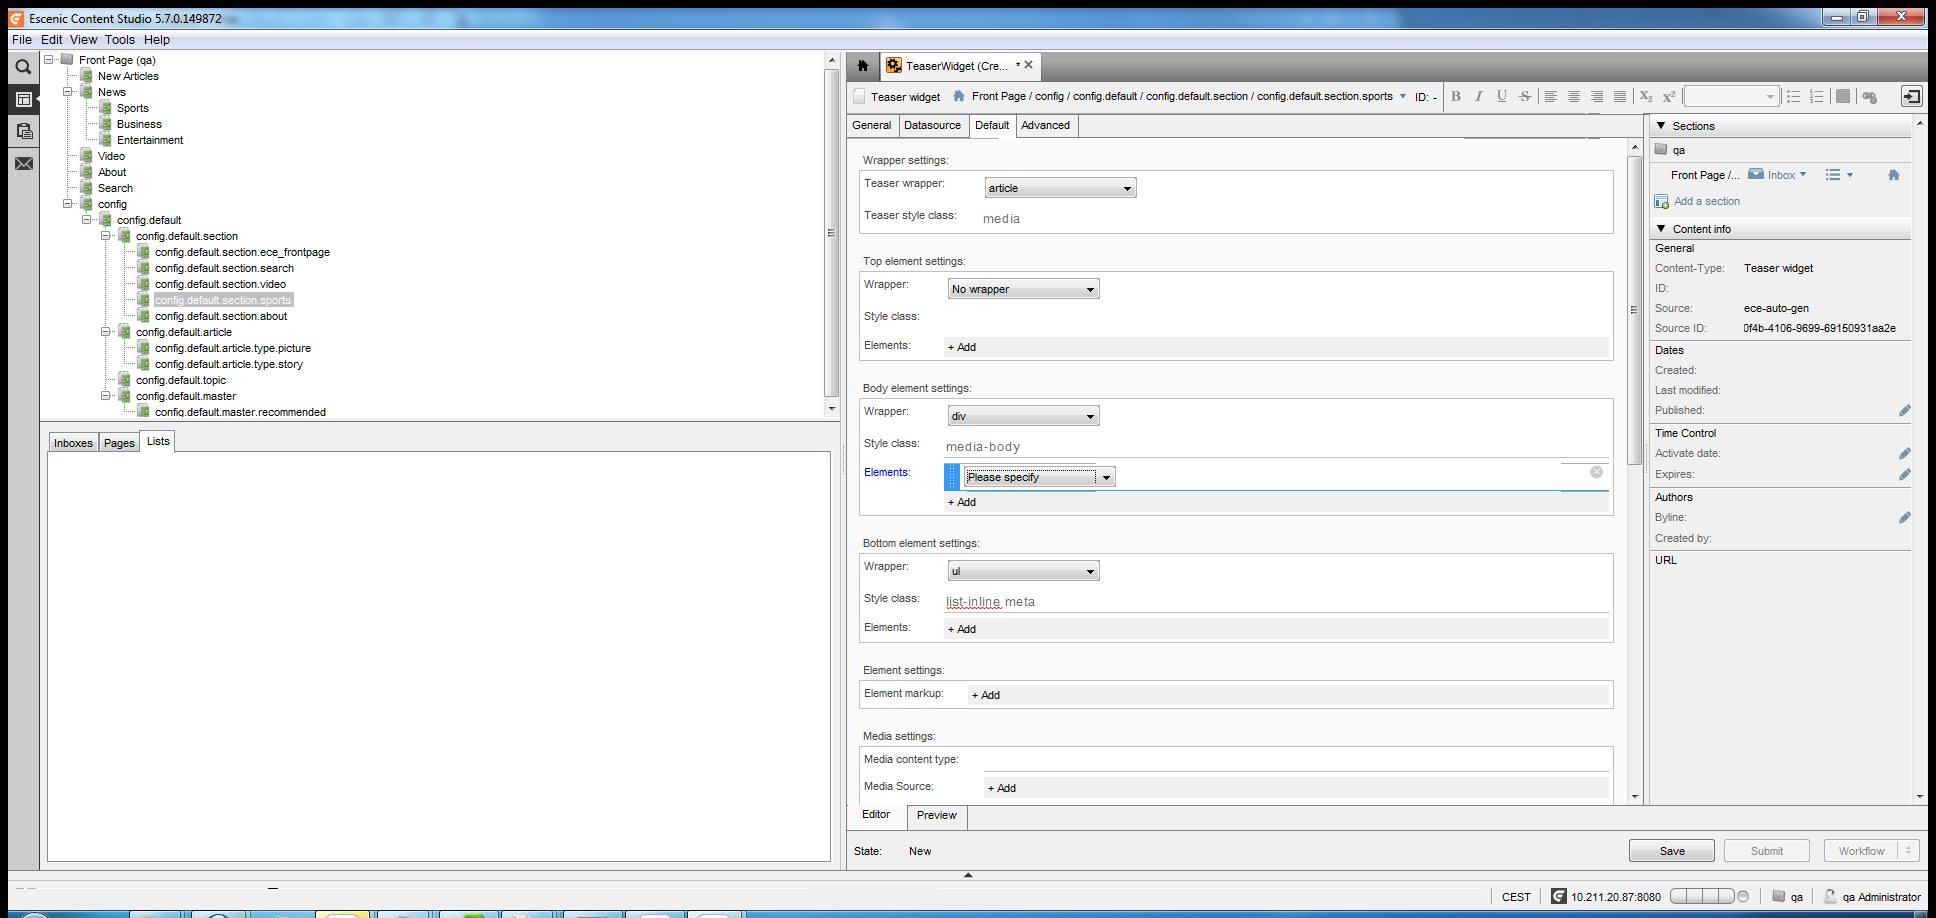 Escenic Content Studio 5.7.0.149872
File Edit View Tools Help
Front Page (qa)
New Articles
News
Sports
Business
Entertainment
Video
About
Search
config
config.default
config.default.section
config.default.section.ece_frontpage
config.default.section.search
config.default.section.video
config.default.section.sports
config.default.section.about
config.default.article
config.default.article.type.picture
config.default.article.type.story
config.default.topic
config.default.master
config.default.master.recommended
Inboxes Pages Lists
TeaserWidget (Cre... *
Teaser widget Front Page / config / config.default / config.default.section / config.default.section.sports ID: - B I U S X2 x2
General Datasource Default Advanced
Wrapper settings:
Teaser wrapper: article
Teaser style class: media
Top element settings:
Wrapper: No wrapper
Style class:
Elements: + Add
Body element settings:
Wrapper: div
Style class: media-body
Elements: Please specify
+ Add
Bottom element settings:
Wrapper: ul
Style class: list-inline meta
Elements: + Add
Element settings:
Element markup: + Add
Media settings:
Media content type:
Media Source: + Add
Editor Preview
State: New
Sections
qa
Front Page /... Inbox
Add a section
Content info
General
Content-Type: Teaser widget
ID:
Source: ece-auto-gen
Source ID: 0f4b-4106-9699-69150931aa2e
Dates
Created:
Last modified:
Published:
Time Control
Activate date:
Expires:
Authors
Byline:
Created by:
URL
Save Submit Workflow
CEST 10.211.20.87:8080 qa qa Administrator